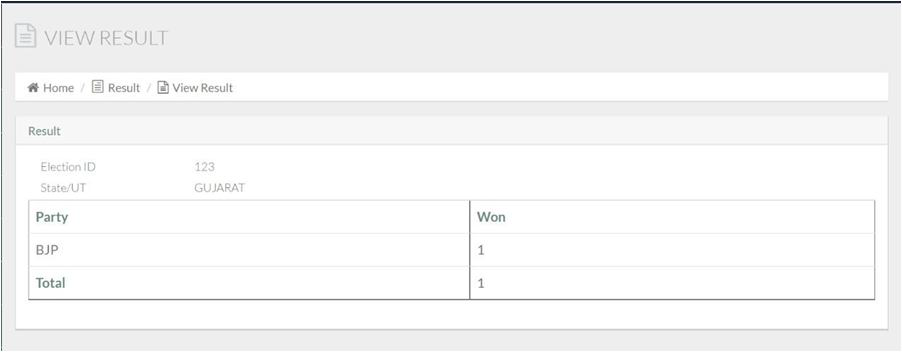 VIEW RESULT
Home / Result / View Result
Result
Election ID 123
State/UT GUJARAT
Party Won
BJP 1
Total 1